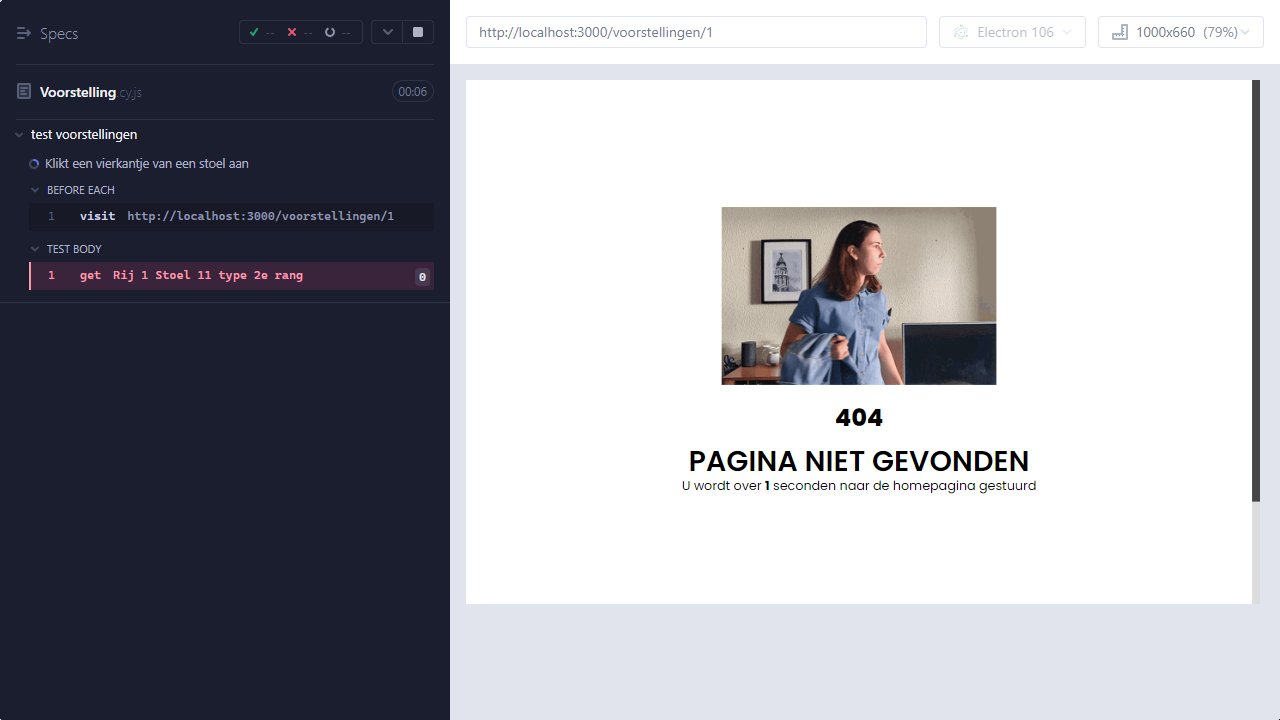 Specs
-- -- --
Voorstelling.cy.js
00:06
test voorstellingen
Klikt een vierkantje van een stoel aan
BEFORE EACH
1 visit http://localhost:3000/voorstellingen/1
TEST BODY
1 get Rij 1 Stoel 11 type 2e rang 0
http://localhost:3000/voorstellingen/1
Electron 106
1000x660 (79%)
404
PAGINA NIET GEVONDEN
U wordt over 1 seconden naar de homepagina gestuurd